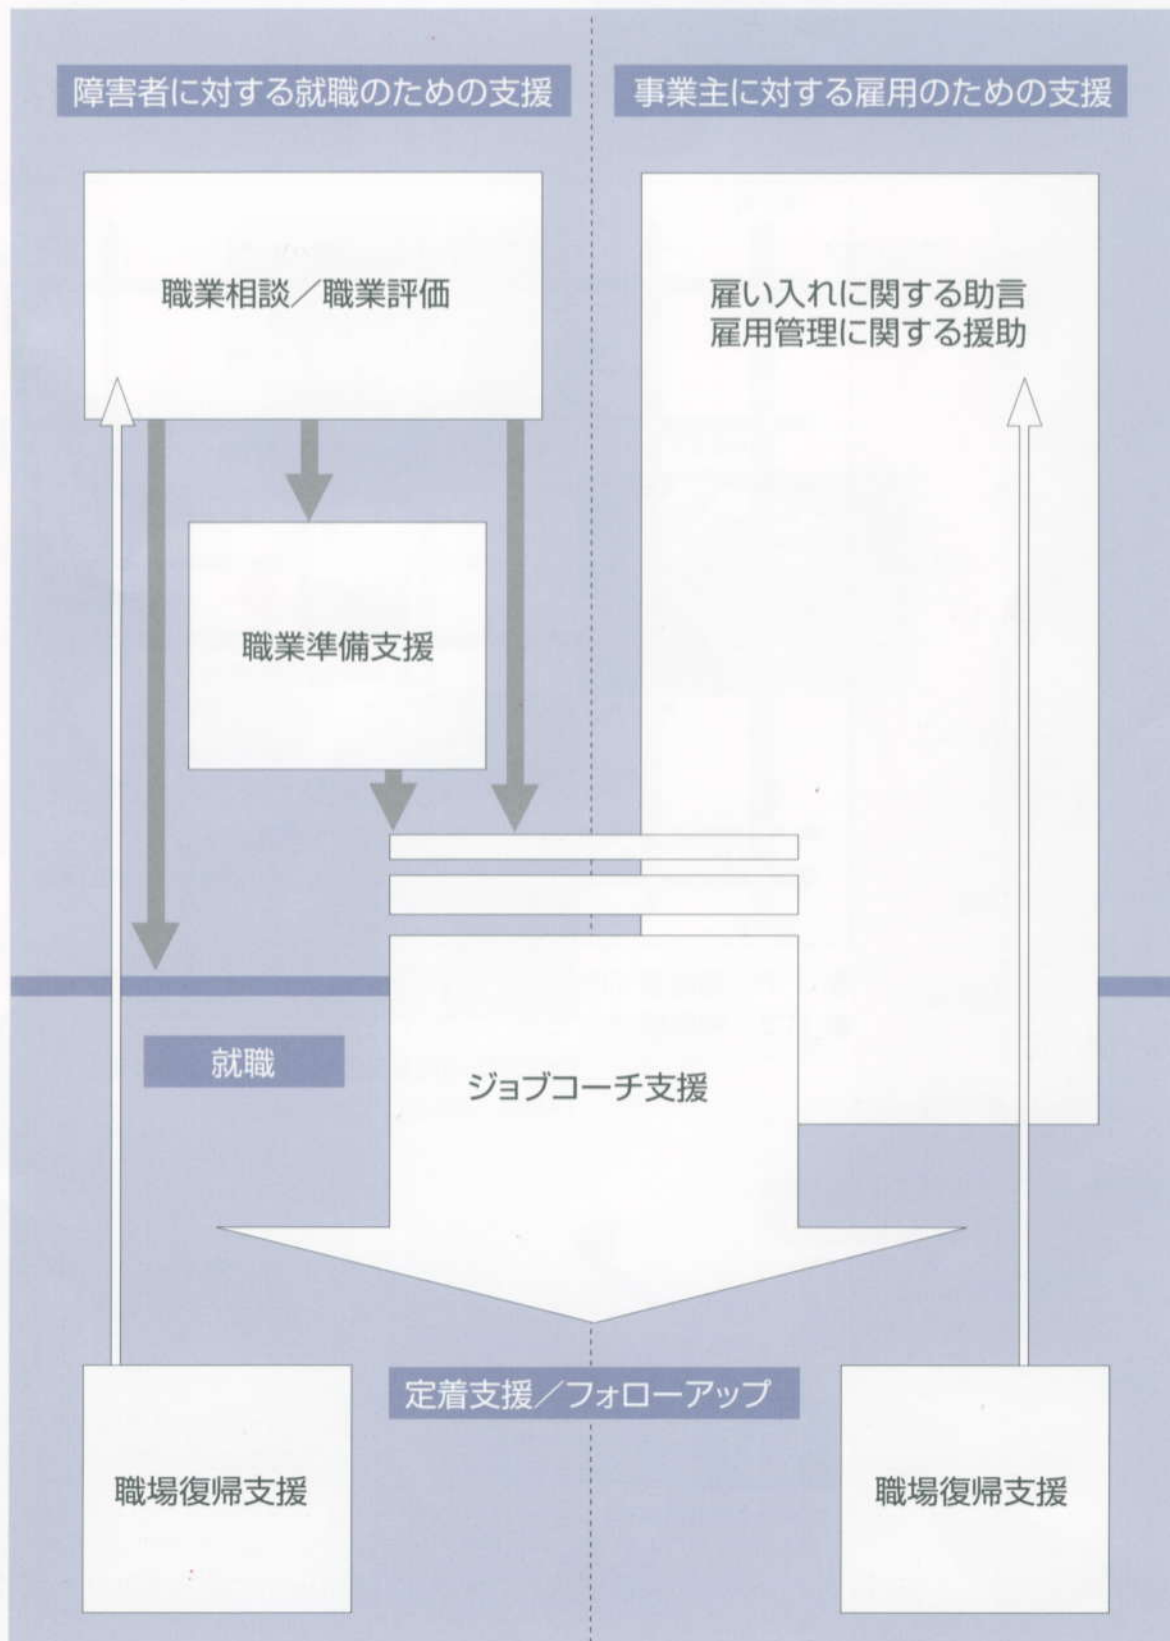 障害者に対する就職のための支援
事業主に対する雇用のための支援
職業相談／職業評価
雇い入れに関する助言
雇用管理に関する援助
職業準備支援
就職
ジョブコーチ支援
定着支援／フォローアップ
職場復帰支援
職場復帰支援